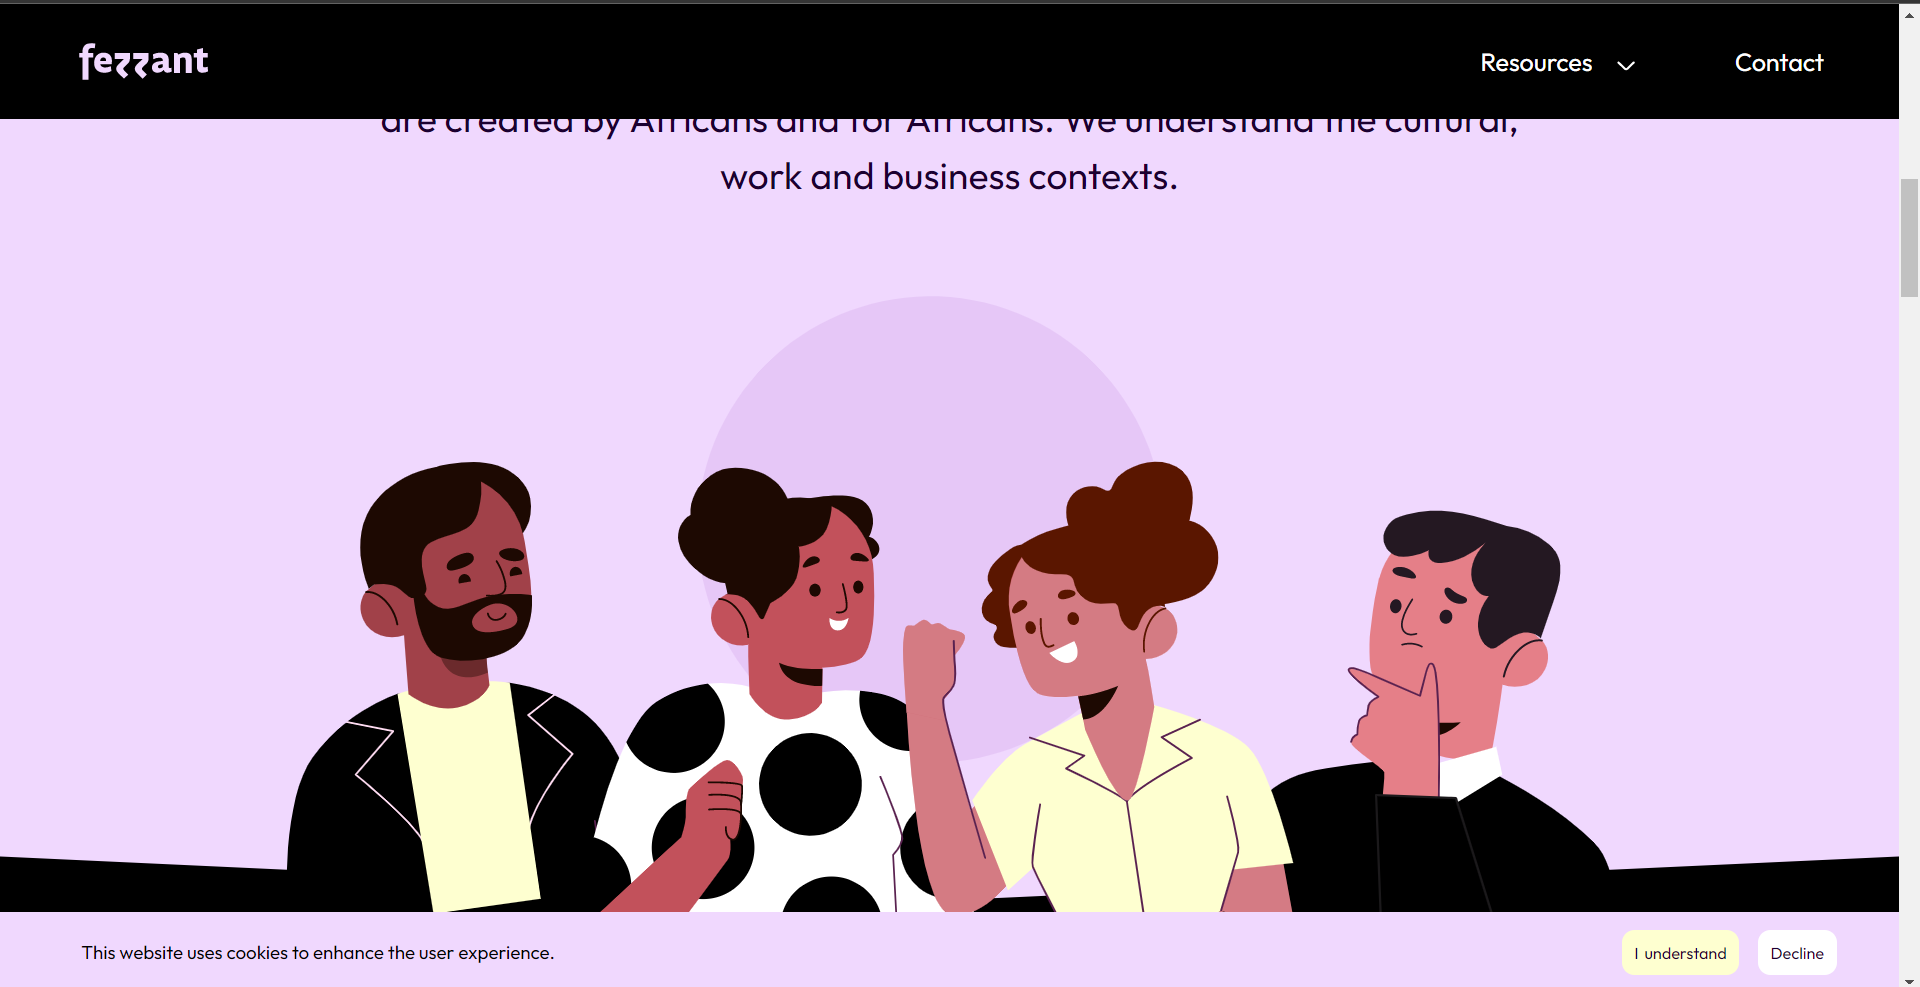 fezzant
Resources
Contact
are created by Africans and for Africans. We understand the cultural,
work and business contexts.
This website uses cookies to enhance the user experience.
I understand
Decline